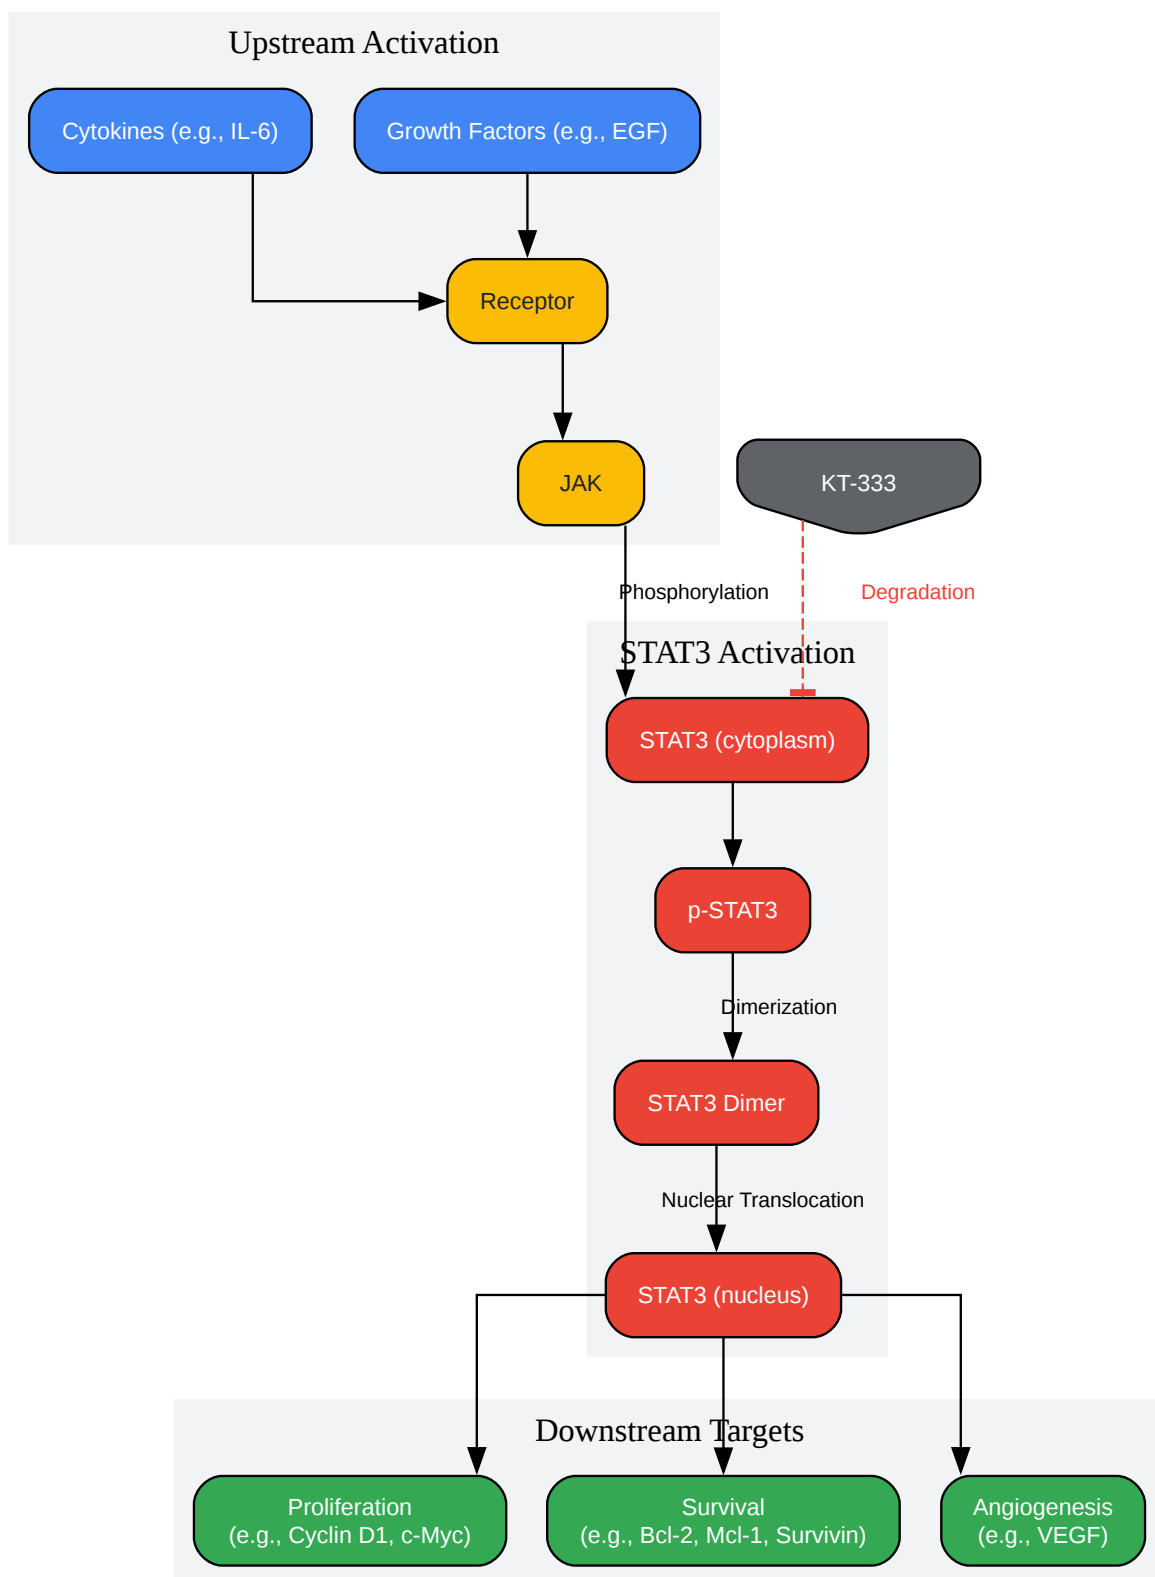 Upstream Activation
Cytokines (e.g., IL-6)
Growth Factors (e.g., EGF)
Receptor
JAK
KT-333
Phosphorylation
Degradation
STAT3 Activation
STAT3 (cytoplasm)
p-STAT3
Dimerization
STAT3 Dimer
Nuclear Translocation
STAT3 (nucleus)
Downstream Targets
Proliferation
(e.g., Cyclin D1, c-Myc)
Survival
(e.g., Bcl-2, Mcl-1, Survivin)
Angiogenesis
(e.g., VEGF)